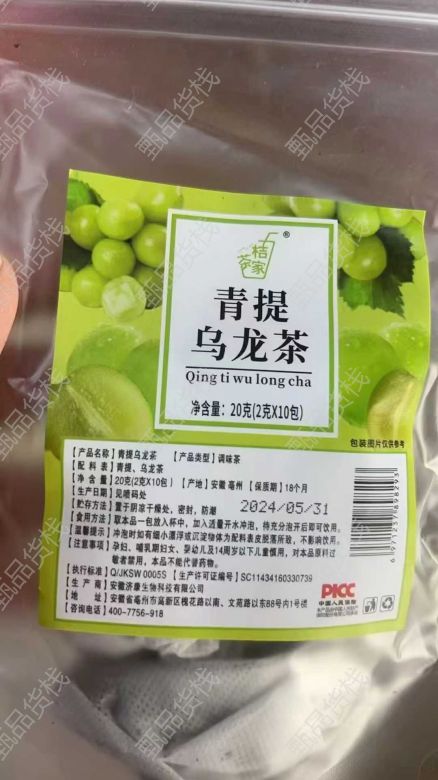 桔家茶
®
青提
乌龙茶
Qing ti wu long cha
净含量：20克(2克X10包)
包装图片仅供参考
【产品名称】青提乌龙茶 【产品类型】调味茶
【配 料 表】青提、乌龙茶
【净 含 量】20克(2克X10包) 【产地】安徽 亳州 【保质期】18个月
【生产日期】见喷码处 2024/05/31
【贮存方法】置于阴凉干燥处，密封，防潮
【食用方法】取本品一包放入杯中，加入适量开水冲泡，待充分泡开后即可饮用。
【温馨提示】冲泡时如有细小漂浮或沉淀物体为配料表皮脱落所致，不影响饮用。
【注意事项】孕妇、哺乳期妇女、婴幼儿及14周岁以下儿童慎用，对本品原料过
敏者禁用，本品不能代替药物。
【执行标准】Q/JKSW 0005S 【生产许可证编号】SC11434160330739
【生 产 商】安徽济康生物科技有限公司
【地 址】安徽省亳州市高新区槐花路以南、文苑路以东88号内1号楼
【咨询电话】400-7756-918
PICC
中国人民保险
甄品货栈